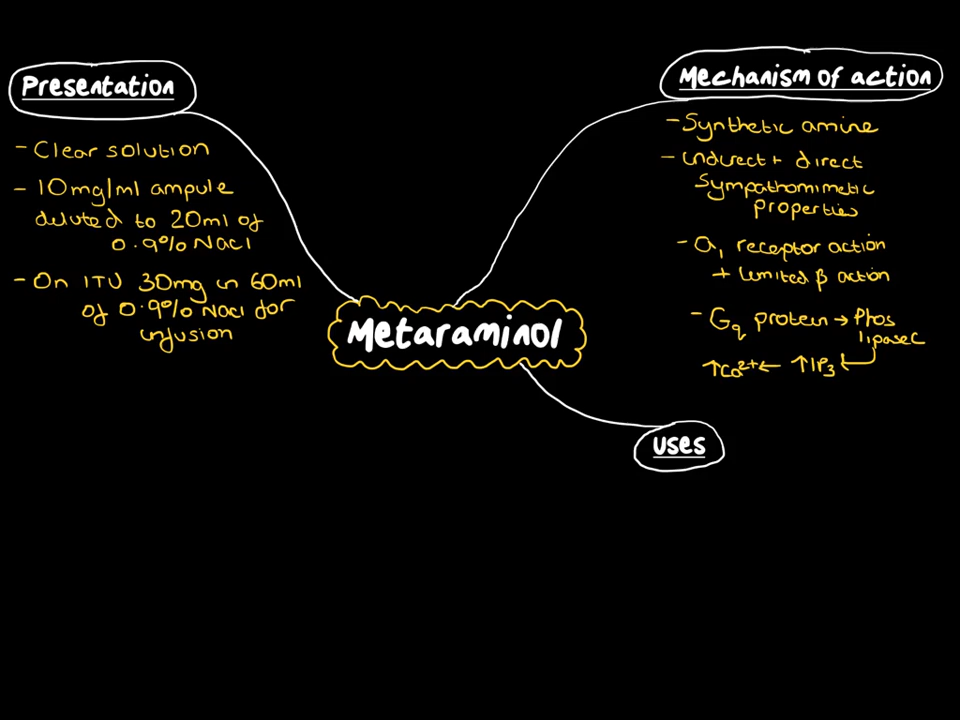 Presentation
- Clear solution
- 10mg/ml ampule
diluted to 20ml of
0.9% NaCl
- On ITU 30mg in 60ml
of 0.9% NaCl for
infusion
Metaraminol
Mechanism of action
- Synthetic amine
- indirect + direct
sympathomimetic
properties
- α1 receptor action
+ limited β action
- Gq protein → Phos
lipase C
↑Ca2+ ← ↑IP3
uses